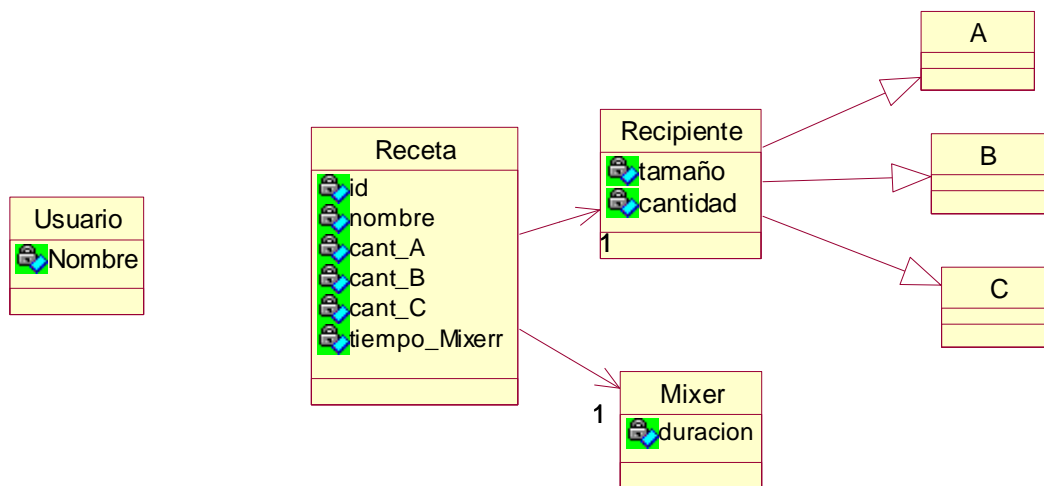 Usuario
Nombre
Receta
id
nombre
cant_A
cant_B
cant_C
tiempo_Mixerr
Recipiente
tamaño
cantidad
1
Mixer
1
duracion
A
B
C